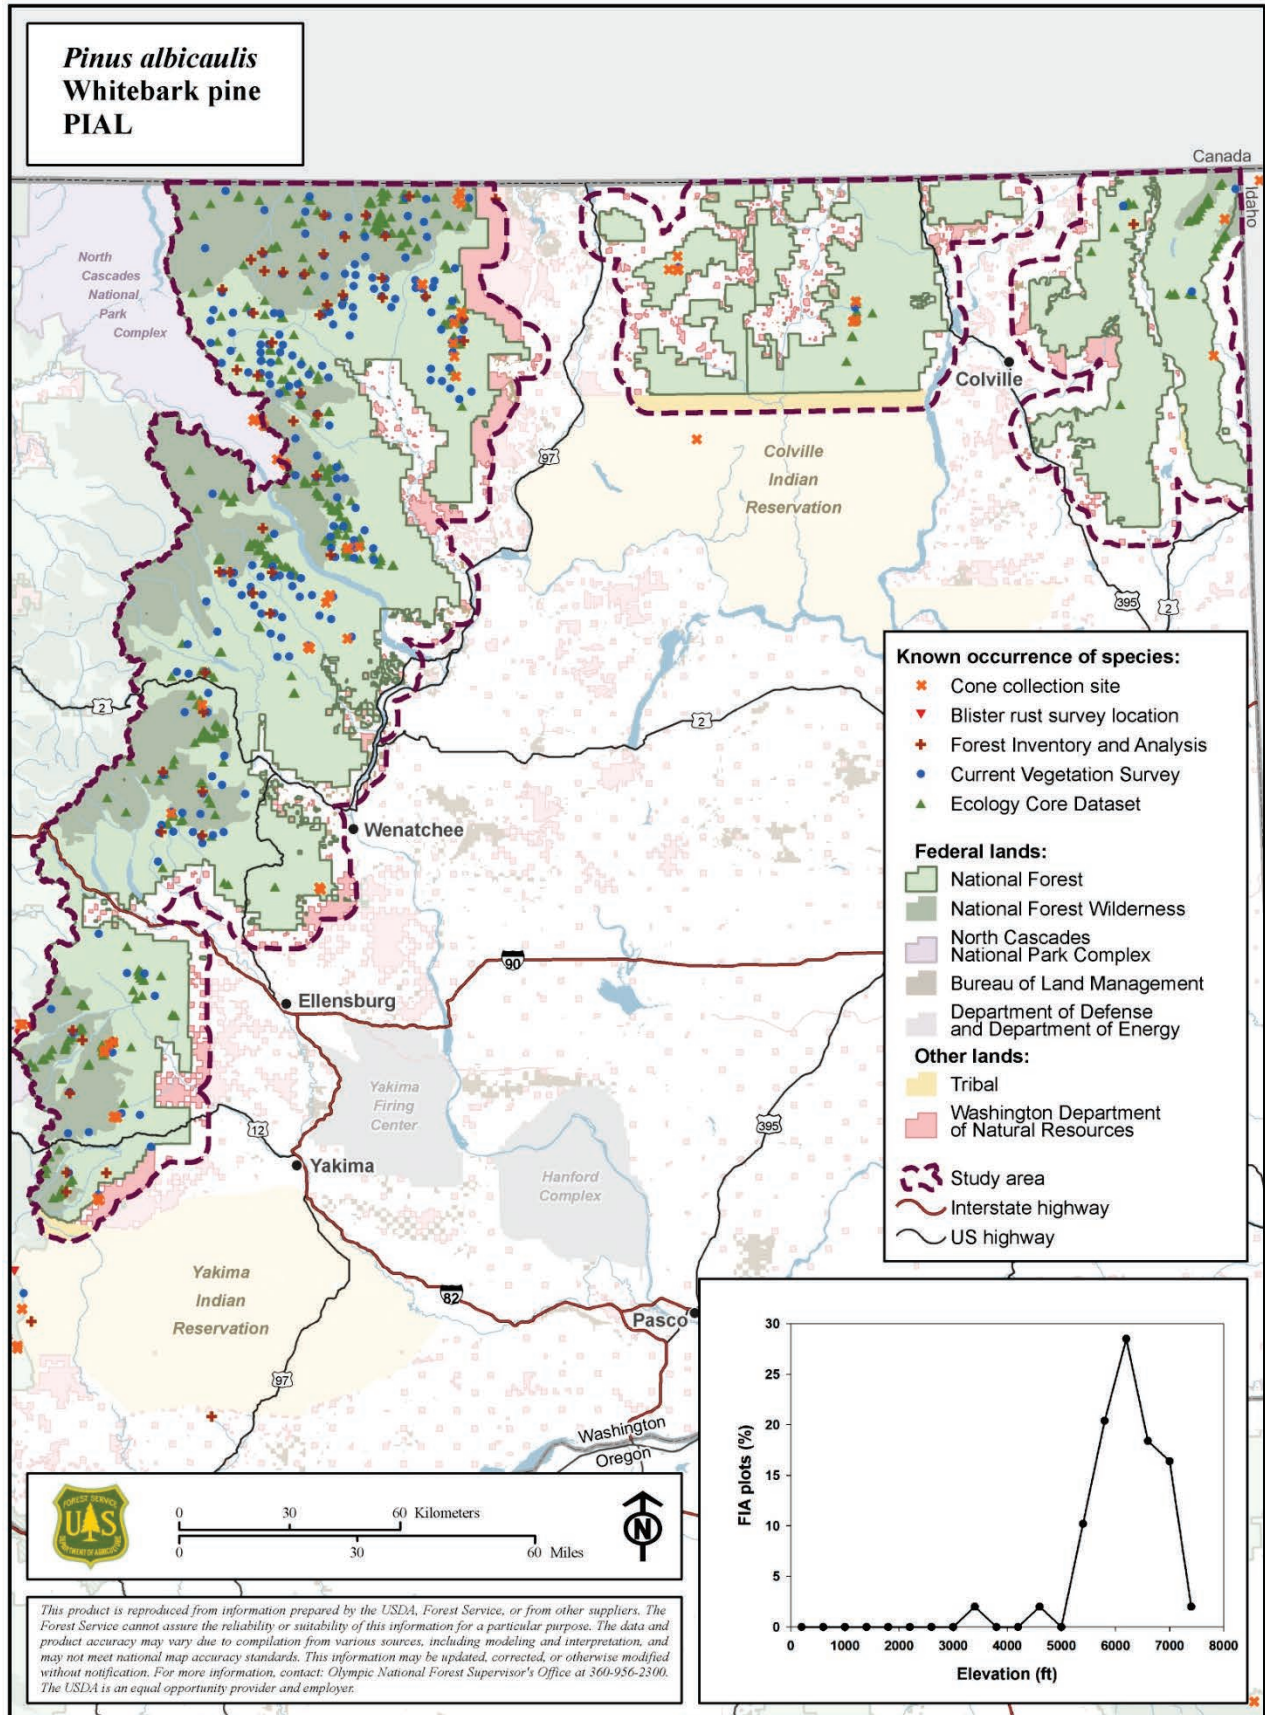 Pinus albicaulis
Whitebark pine
PIAL
Canada
Idaho
North
Cascades
National
Park
Complex
Colville
97
Colville
Indian
Reservation
395
2
2
2
Wenatchee
90
Ellensburg
Yakima
Firing
Center
395
12
Yakima
Hanford
Complex
Yakima
Indian
Reservation
82
Pasco
97
Washington
Oregon
Known occurrence of species:
Cone collection site
Blister rust survey location
Forest Inventory and Analysis
Current Vegetation Survey
Ecology Core Dataset
Federal lands:
National Forest
National Forest Wilderness
North Cascades
National Park Complex
Bureau of Land Management
Department of Defense
and Department of Energy
Other lands:
Tribal
Washington Department
of Natural Resources
Study area
Interstate highway
US highway
FOREST SERVICE
U S
DEPARTMENT OF AGRICULTURE
0 30 60 Kilometers
0 30 60 Miles
N
This product is reproduced from information prepared by the USDA, Forest Service, or from other suppliers. The
Forest Service cannot assure the reliability or suitability of this information for a particular purpose. The data and
product accuracy may vary due to compilation from various sources, including modeling and interpretation, and
may not meet national map accuracy standards. This information may be updated, corrected, or otherwise modified
without notification. For more information, contact: Olympic National Forest Supervisor's Office at 360-956-2300.
The USDA is an equal opportunity provider and employer.
30
25
20
15
10
5
0
FIA plots (%)
0 1000 2000 3000 4000 5000 6000 7000 8000
Elevation (ft)